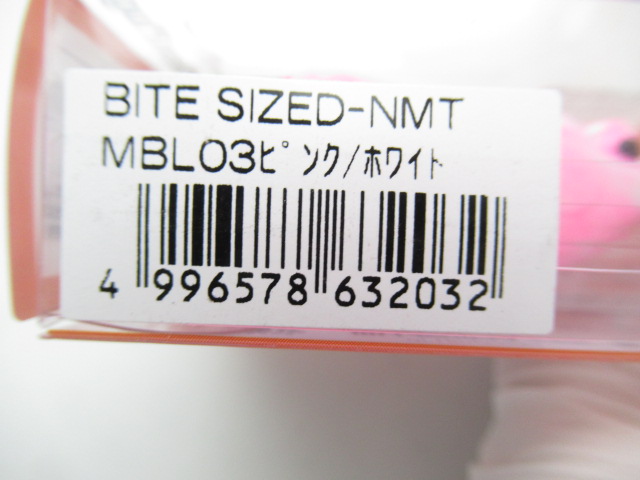 BITE SIZED-NMT
MBL03ﾋﾟﾝｸ/ﾎﾜｲﾄ
4 996578 632032